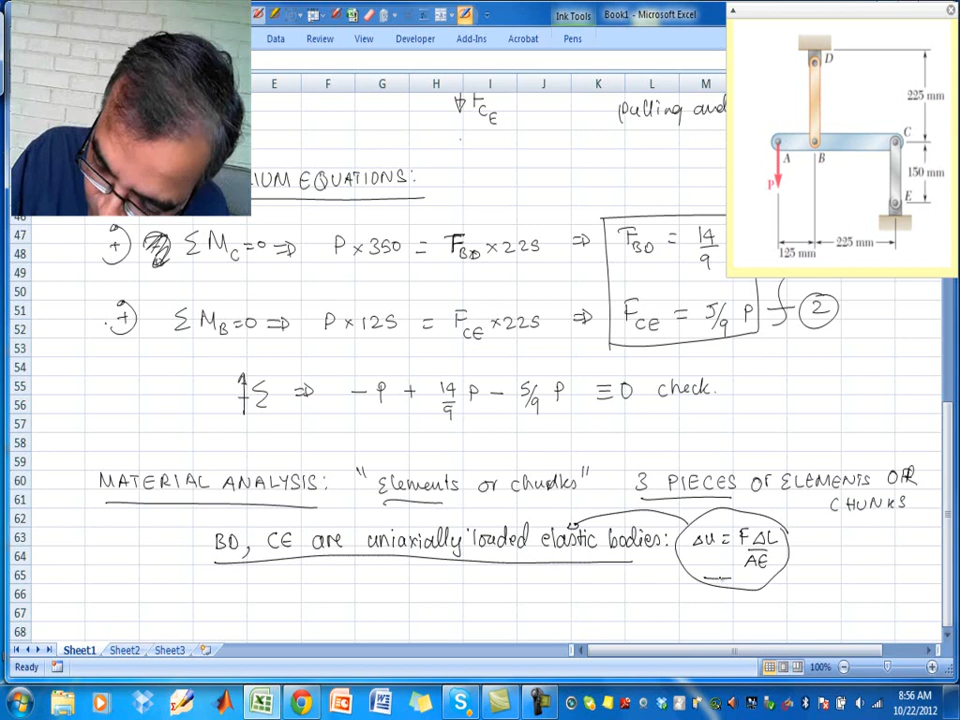 Ink Tools
Book1 - Microsoft Excel
Data Review View Developer Add-Ins Acrobat Pens
E F G H I J K L M
F CE
pulling and
IUM EQUATIONS:
46
47
48
49
50
51
52
53
54
55
56
57
58
59
60
61
62
63
64
65
66
67
68
+ ΣM_C=0 ⇒ P×350 = F_BD×225 ⇒ F_BD = 14/9
+ ΣM_B=0 ⇒ P×125 = F_CE×225 ⇒ F_CE = 5/9 P } 2
↑Σ ⇒ -P + 14/9 P - 5/9 P ≡ 0 check.
MATERIAL ANALYSIS: "Elements or chunks" 3 PIECES OF ELEMENTS OR
CHUNKS
BD, CE are uniaxially loaded elastic bodies: Δu = FΔL/AE
D
225 mm
C
A
B
150 mm
P
E
225 mm
125 mm
Sheet1 Sheet2 Sheet3
Ready
100%
8:56 AM
10/22/2012